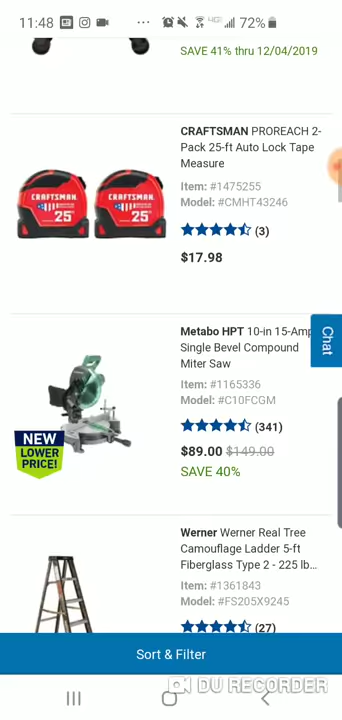 11:48 72%
SAVE 41% thru 12/04/2019
CRAFTSMAN PROREACH 2-
Pack 25-ft Auto Lock Tape
Measure
Item: #1475255
Model: #CMHT43246
CRAFTSMAN CRAFTSMAN
25' 25'
(3)
$17.98
Metabo HPT 10-in 15-Amp
Single Bevel Compound
Miter Saw
Chat
Item: #1165336
Model: #C10FCGM
(341)
NEW
LOWER
PRICE!
$89.00 $149.00
SAVE 40%
Werner Werner Real Tree
Camouflage Ladder 5-ft
Fiberglass Type 2 - 225 lb...
Item: #1361843
Model: #FS205X9245
(27)
Sort & Filter
DU RECORDER